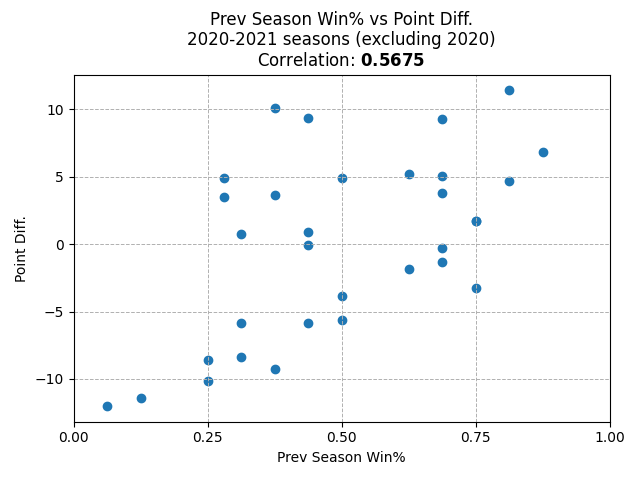 Prev Season Win% vs Point Diff.
2020-2021 seasons (excluding 2020)
Correlation: 0.5675
10
5
0
−5
−10
Point Diff.
0.00 0.25 0.50 0.75 1.00
Prev Season Win%